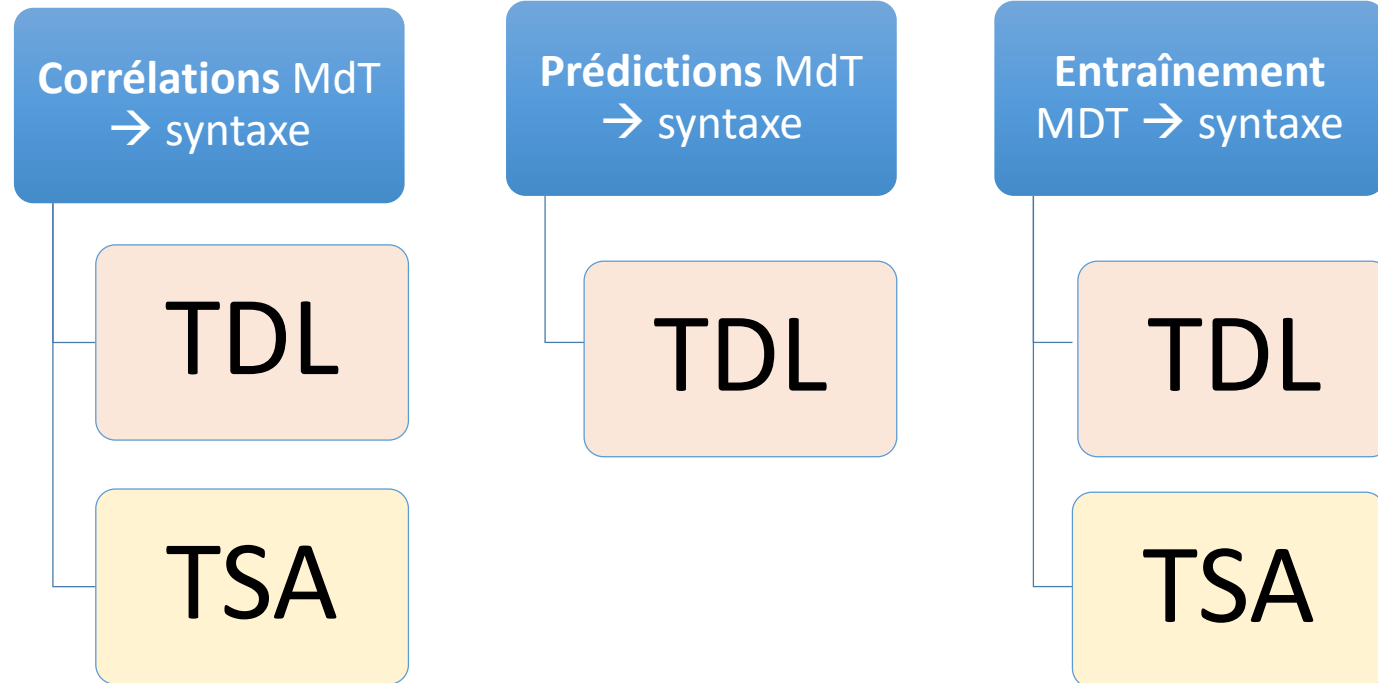 Corrélations MdT
→ syntaxe
TDL
TSA
Prédictions MdT
→ syntaxe
TDL
Entraînement
MDT → syntaxe
TDL
TSA